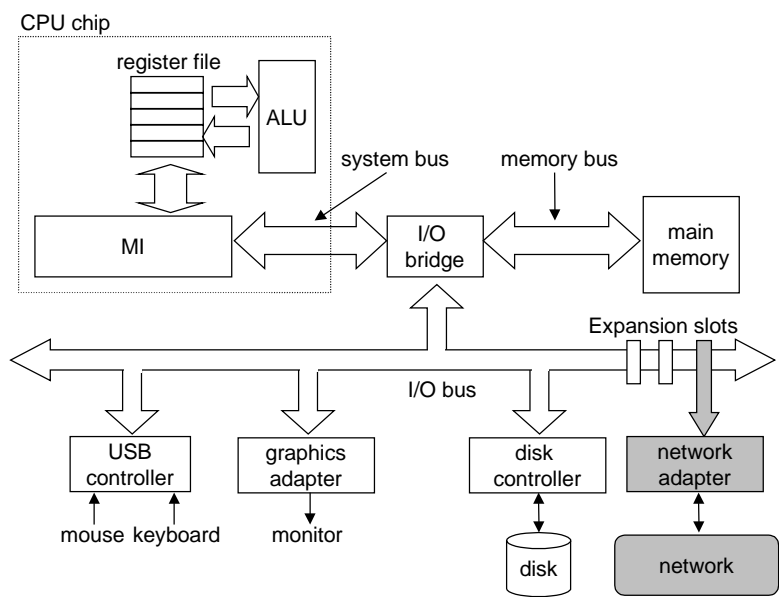 CPU chip
register file
ALU
system bus
memory bus
MI
I/O
bridge
main
memory
Expansion slots
I/O bus
USB
controller
graphics
adapter
disk
controller
network
adapter
mouse
keyboard
monitor
disk
network